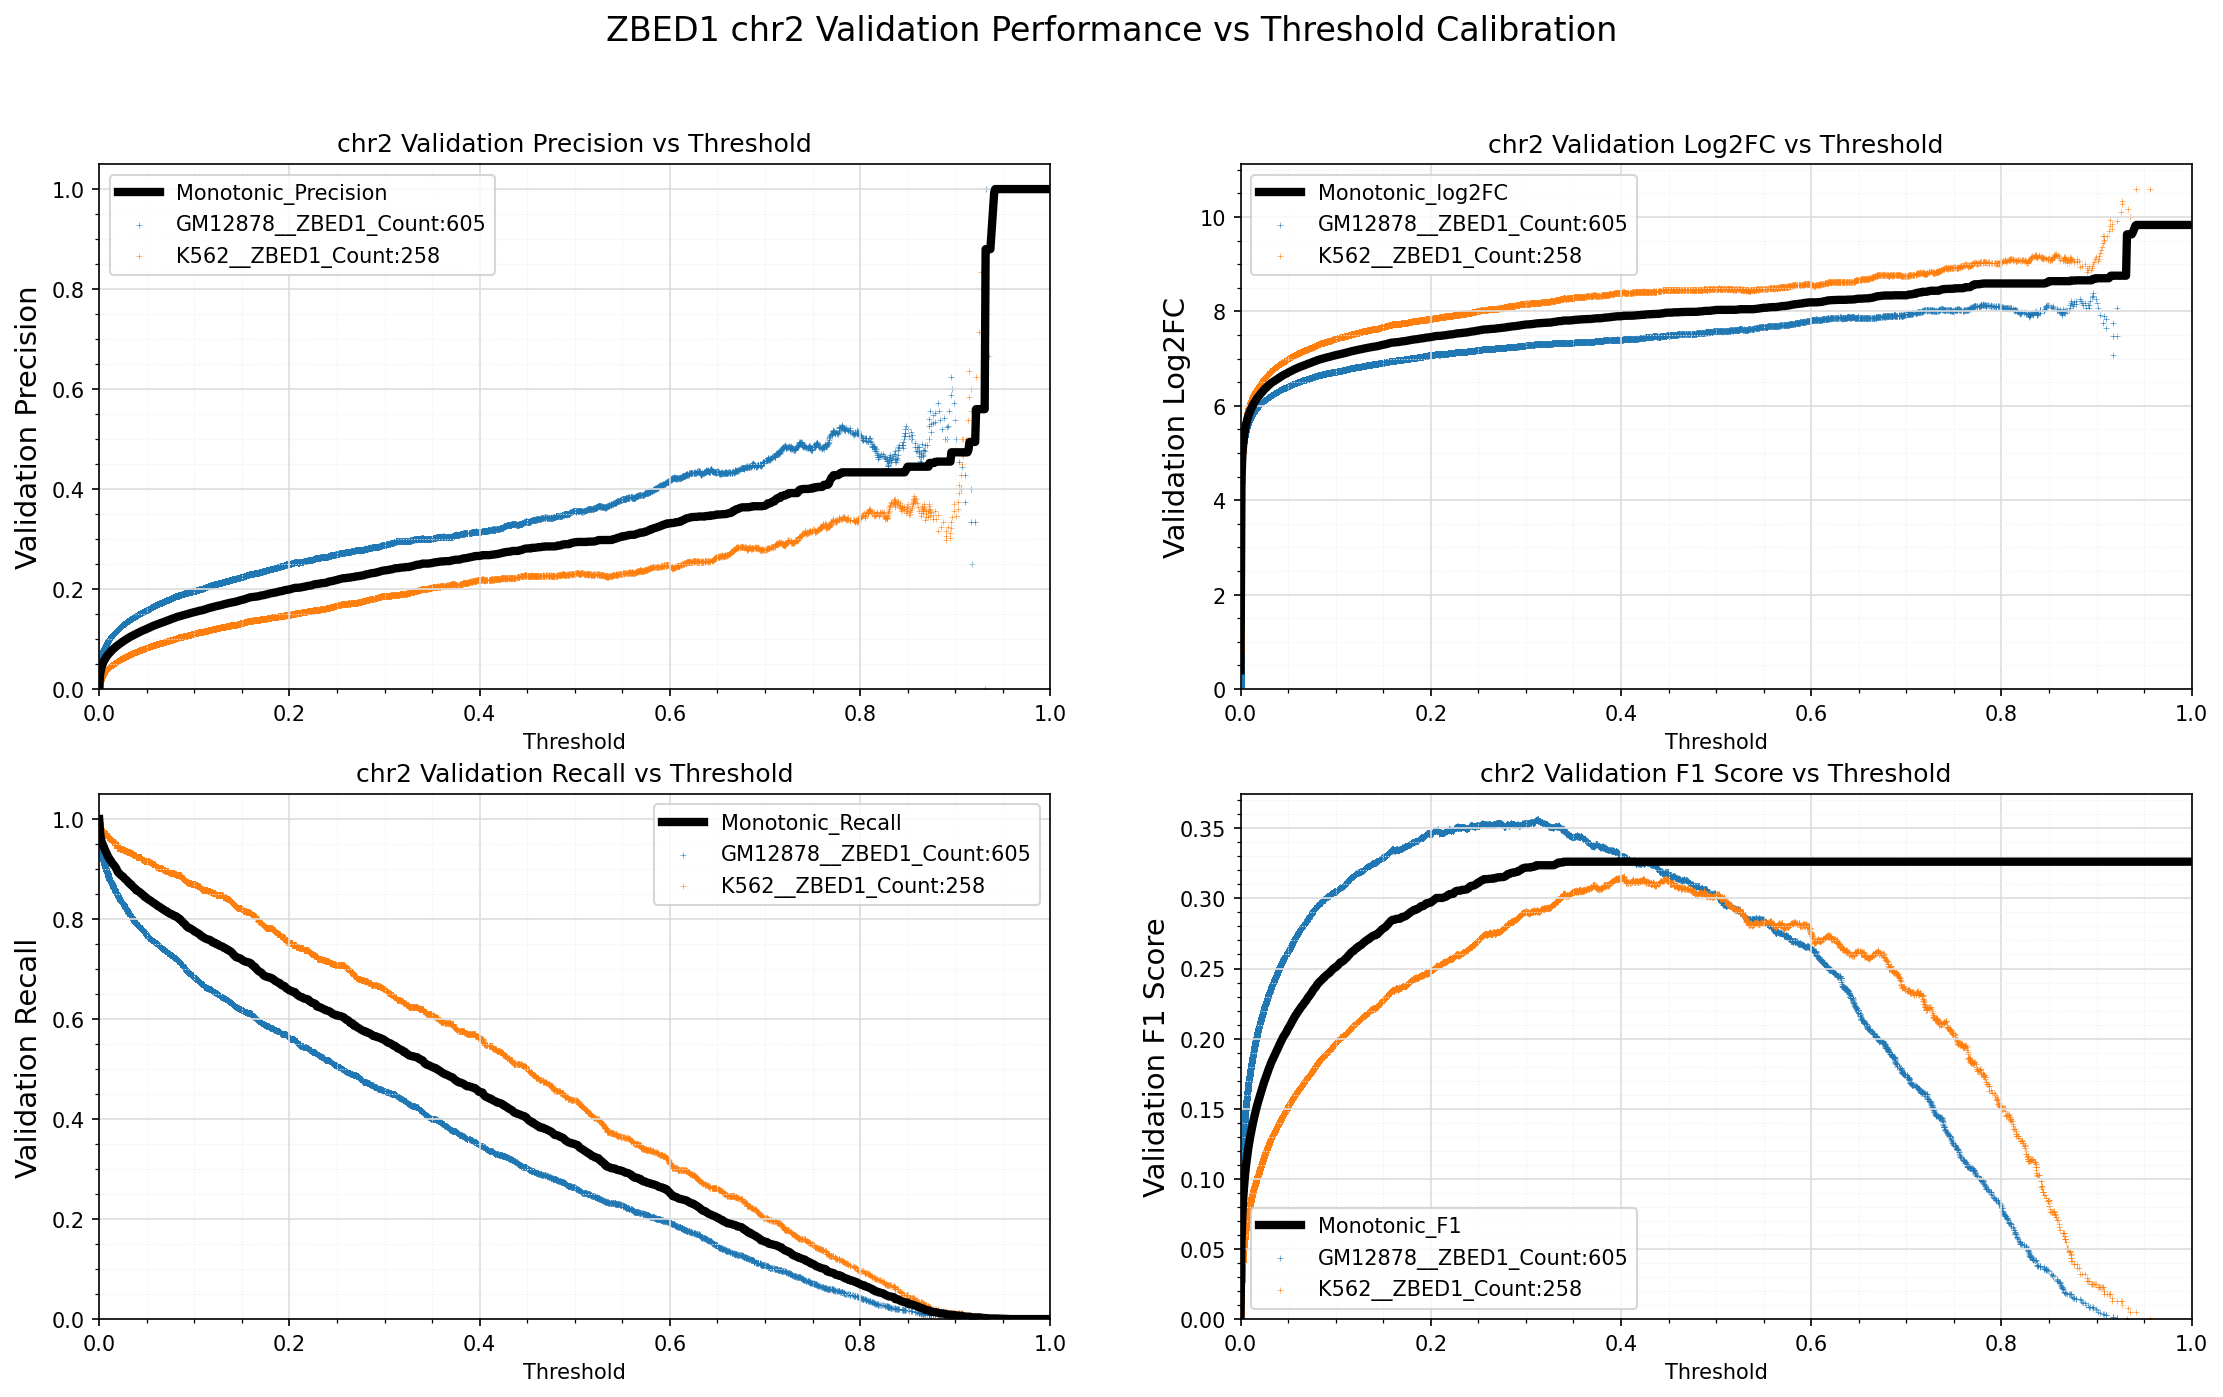 ZBED1 chr2 Validation Performance vs Threshold Calibration
chr2 Validation Precision vs Threshold
Validation Precision
1.0
0.8
0.6
0.4
0.2
0.0
Monotonic_Precision
GM12878__ZBED1_Count:605
K562__ZBED1_Count:258
0.0 0.2 0.4 0.6 0.8 1.0
Threshold
chr2 Validation Log2FC vs Threshold
Validation Log2FC
10
8
6
4
2
0
Monotonic_log2FC
GM12878__ZBED1_Count:605
K562__ZBED1_Count:258
0.0 0.2 0.4 0.6 0.8 1.0
Threshold
chr2 Validation Recall vs Threshold
Validation Recall
1.0
0.8
0.6
0.4
0.2
0.0
Monotonic_Recall
GM12878__ZBED1_Count:605
K562__ZBED1_Count:258
0.0 0.2 0.4 0.6 0.8 1.0
Threshold
chr2 Validation F1 Score vs Threshold
Validation F1 Score
0.35
0.30
0.25
0.20
0.15
0.10
0.05
0.00
Monotonic_F1
GM12878__ZBED1_Count:605
K562__ZBED1_Count:258
0.0 0.2 0.4 0.6 0.8 1.0
Threshold